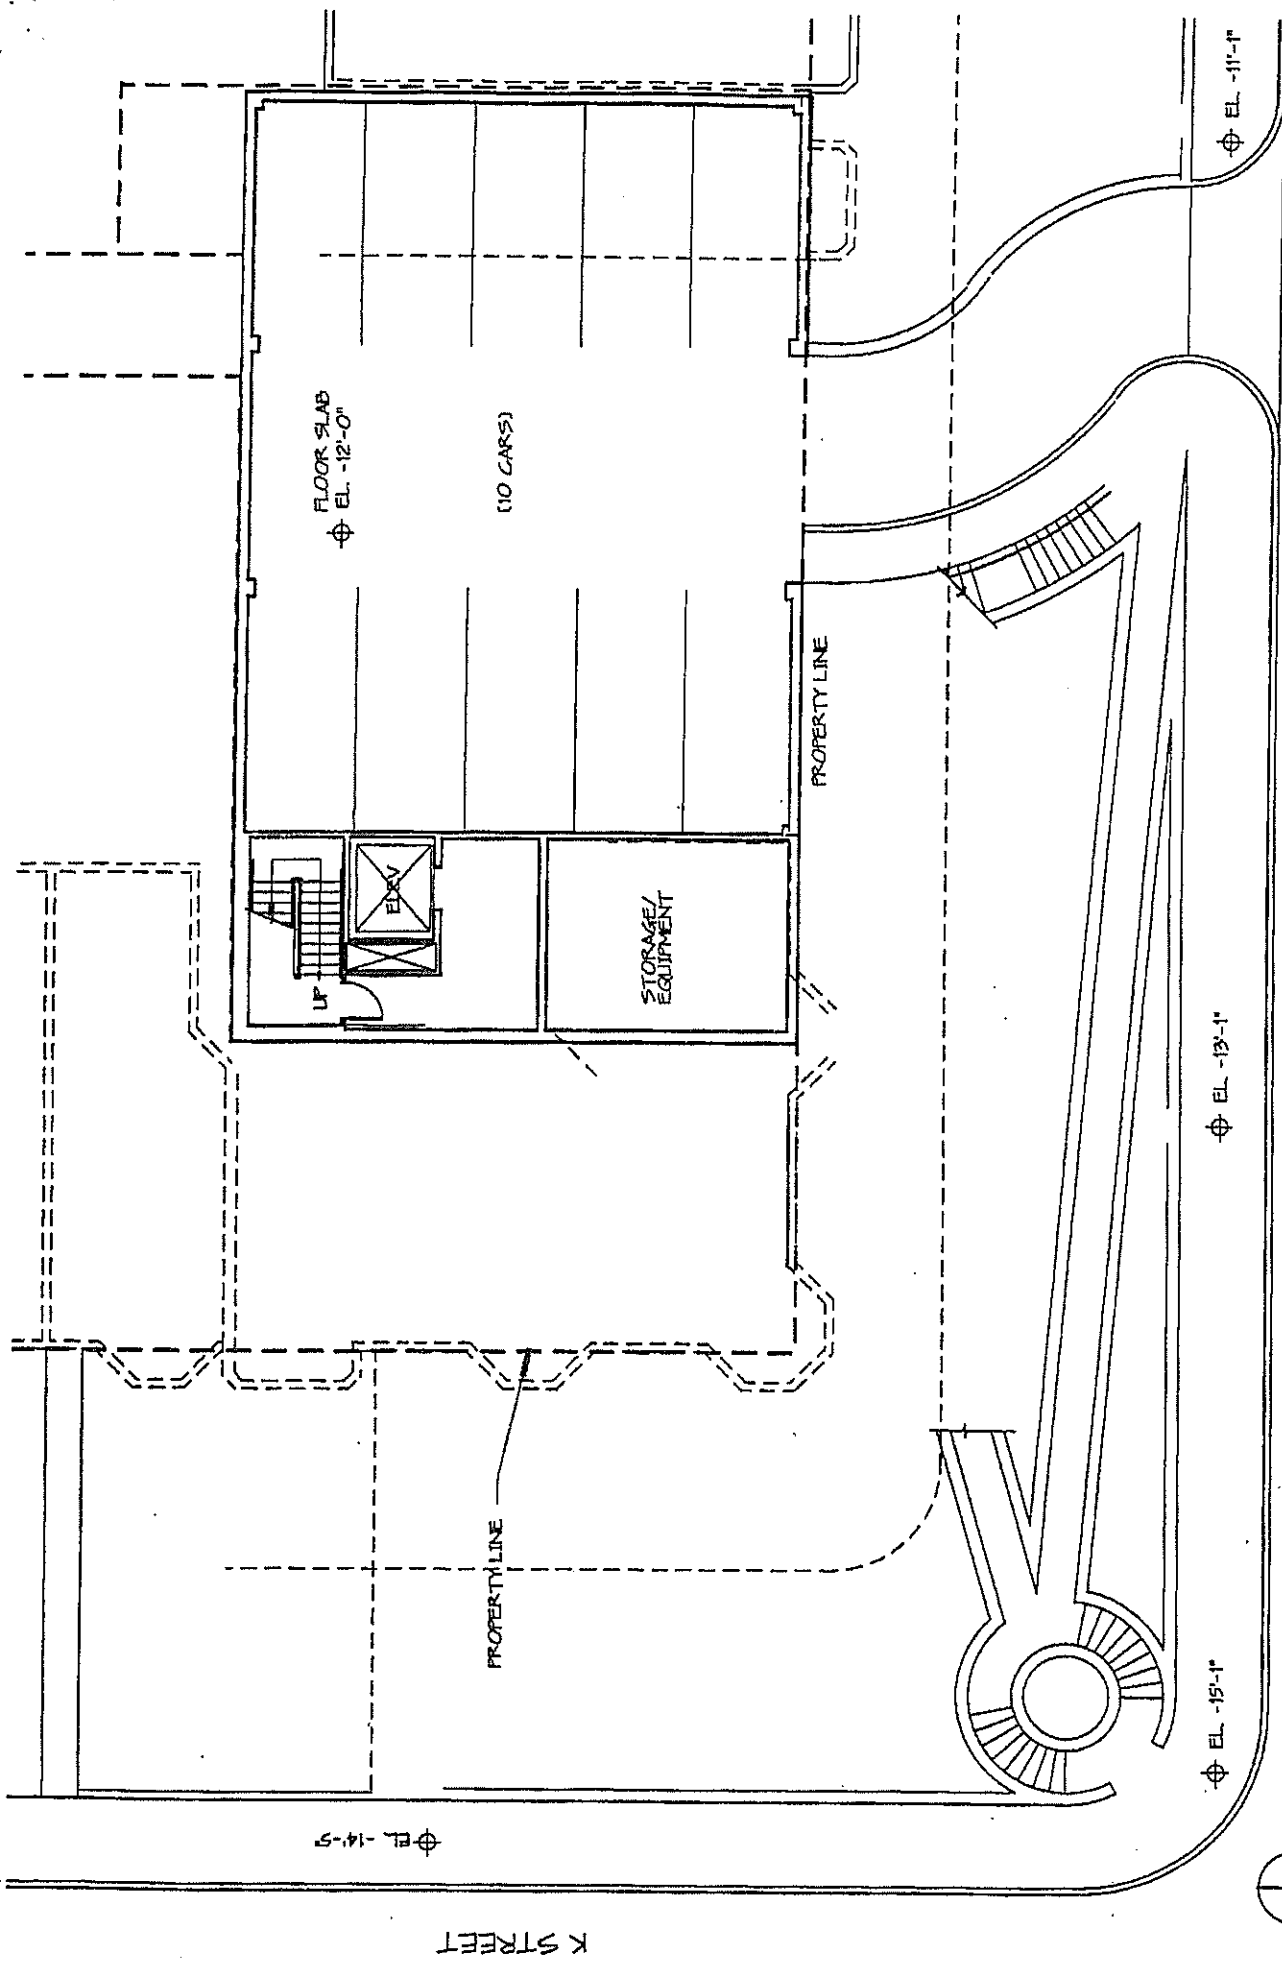 EL -11'-1"
FLOOR SLAB
EL. -12'-0"
(10 CARS)
PROPERTY LINE
ELEV
UP
STORAGE/
EQUIPMENT
EL -13'-1"
PROPERTY LINE
EL -15'-1"
EL -14'-5"
K STREET